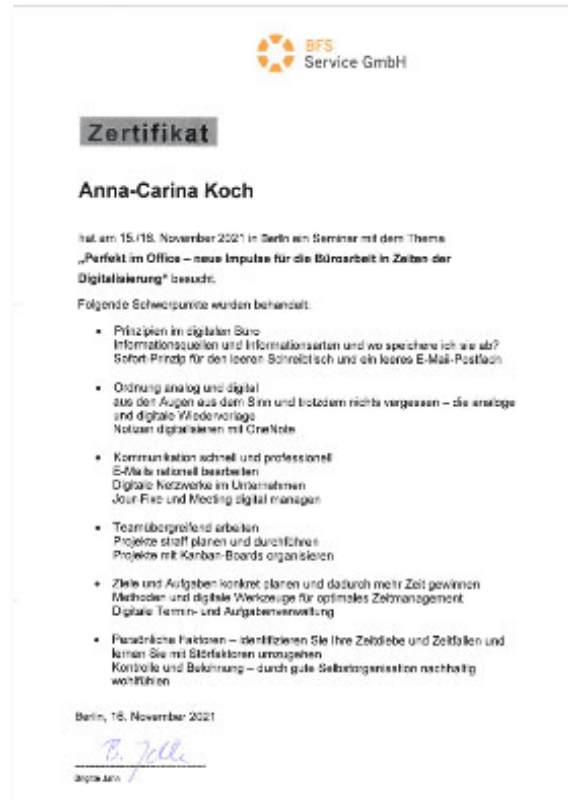 BFS
Service GmbH
Zertifikat
Anna-Carina Koch
hat am 15./16. November 2021 in Berlin ein Seminar mit dem Thema
„Perfekt im Office – neue Impulse für die Büroarbeit in Zeiten der
Digitalisierung“ besucht.
Folgende Schwerpunkte wurden behandelt:
• Prinzipien im digitalen Büro
Informationsquellen und Informationsarten und wo speichere ich sie ab?
Sofort-Prinzip für den leeren Schreibtisch und ein leeres E-Mail-Postfach
• Ordnung analog und digital
aus den Augen aus dem Sinn und trotzdem nichts vergessen – die analoge
und digitale Wiedervorlage
Notizen digitalisieren mit OneNote
• Kommunikation schnell und professionell
E-Mails rationell bearbeiten
Digitale Netzwerke im Unternehmen
Jour-Fixe und Meeting digital managen
• Teamübergreifend arbeiten
Projekte straff planen und durchführen
Projekte mit Kanban-Boards organisieren
• Ziele und Aufgaben konkret planen und dadurch mehr Zeit gewinnen
Methoden und digitale Werkzeuge für optimales Zeitmanagement
Digitale Termin- und Aufgabenverwaltung
• Persönliche Faktoren – identifizieren Sie Ihre Zeitdiebe und Zeitfallen und
lernen Sie mit Störfaktoren umzugehen
Kontrolle und Belohnung – durch gute Selbstorganisation nachhaltig
wohlfühlen
Berlin, 16. November 2021
B.
Brigitte